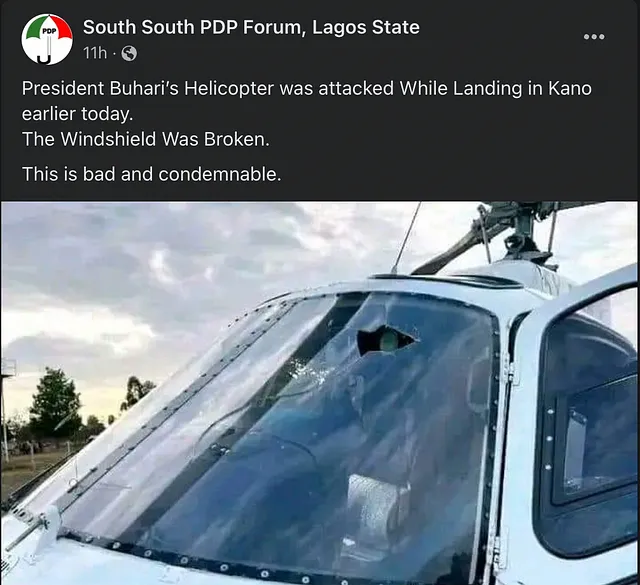 PDP
South South PDP Forum, Lagos State
11h ·
President Buhari's Helicopter was attacked While Landing in Kano
earlier today.
The Windshield Was Broken.
This is bad and condemnable.